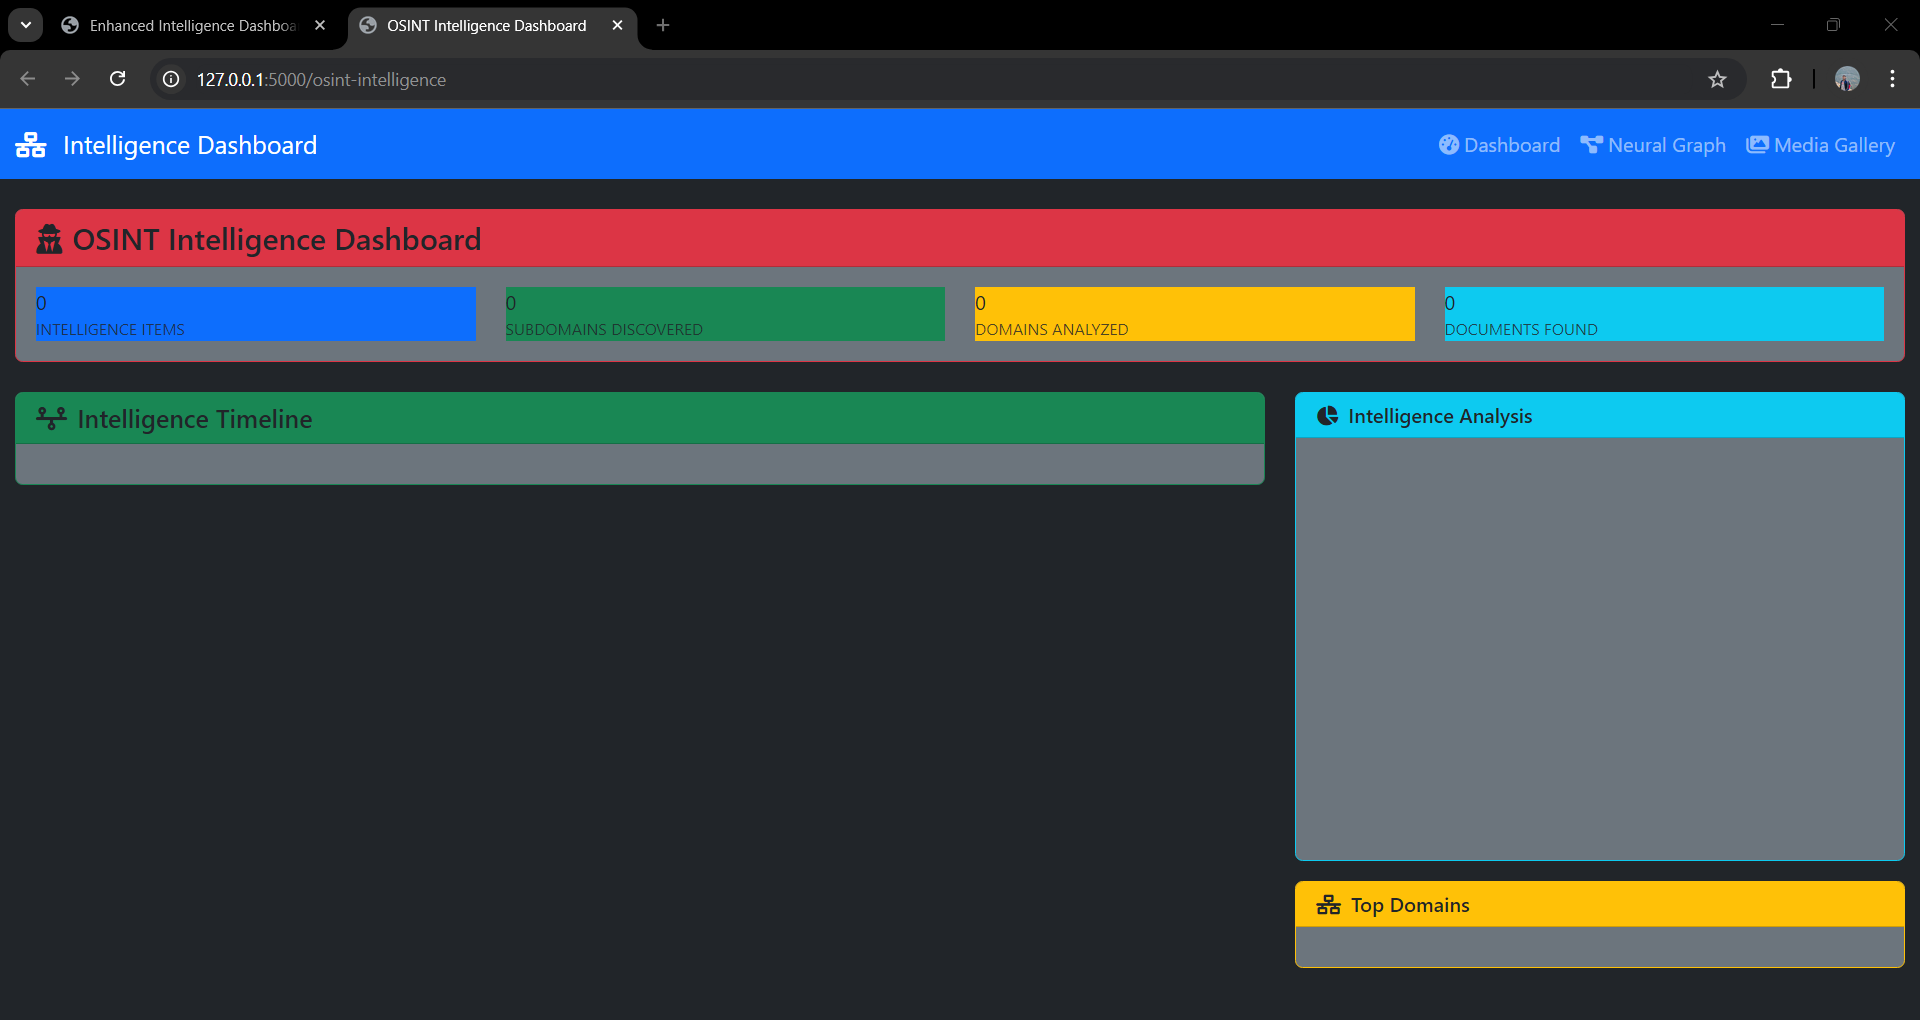 Enhanced Intelligence Dashboa
OSINT Intelligence Dashboard
127.0.0.1:5000/osint-intelligence
Intelligence Dashboard
Dashboard
Neural Graph
Media Gallery
OSINT Intelligence Dashboard
0
INTELLIGENCE ITEMS
0
SUBDOMAINS DISCOVERED
0
DOMAINS ANALYZED
0
DOCUMENTS FOUND
Intelligence Timeline
Intelligence Analysis
Top Domains